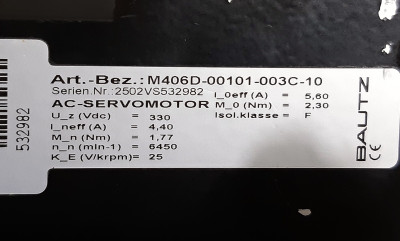 Art.-Bez.: M406D-00101-003C-10
Serien.Nr.:2502VS532982
AC-SERVOMOTOR
U_z (Vdc) = 330
I_neff (A) = 4,40
M_n (Nm) = 1,77
n_n (min-1) = 6450
K_E (V/krpm)= 25
I_0eff (A) = 5,60
M_0 (Nm) = 2,30
Isol.klasse = F
BAUTZ
CE
532982